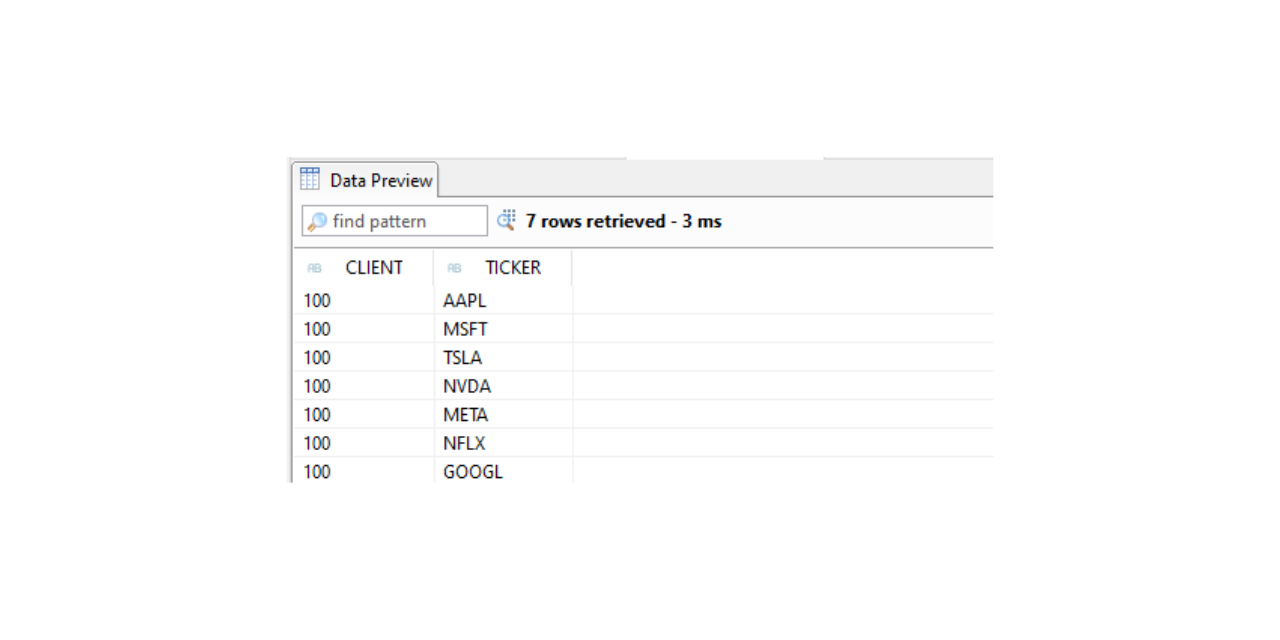 Data Preview
find pattern 7 rows retrieved - 3 ms
AB CLIENT AB TICKER
100 AAPL
100 MSFT
100 TSLA
100 NVDA
100 META
100 NFLX
100 GOOGL